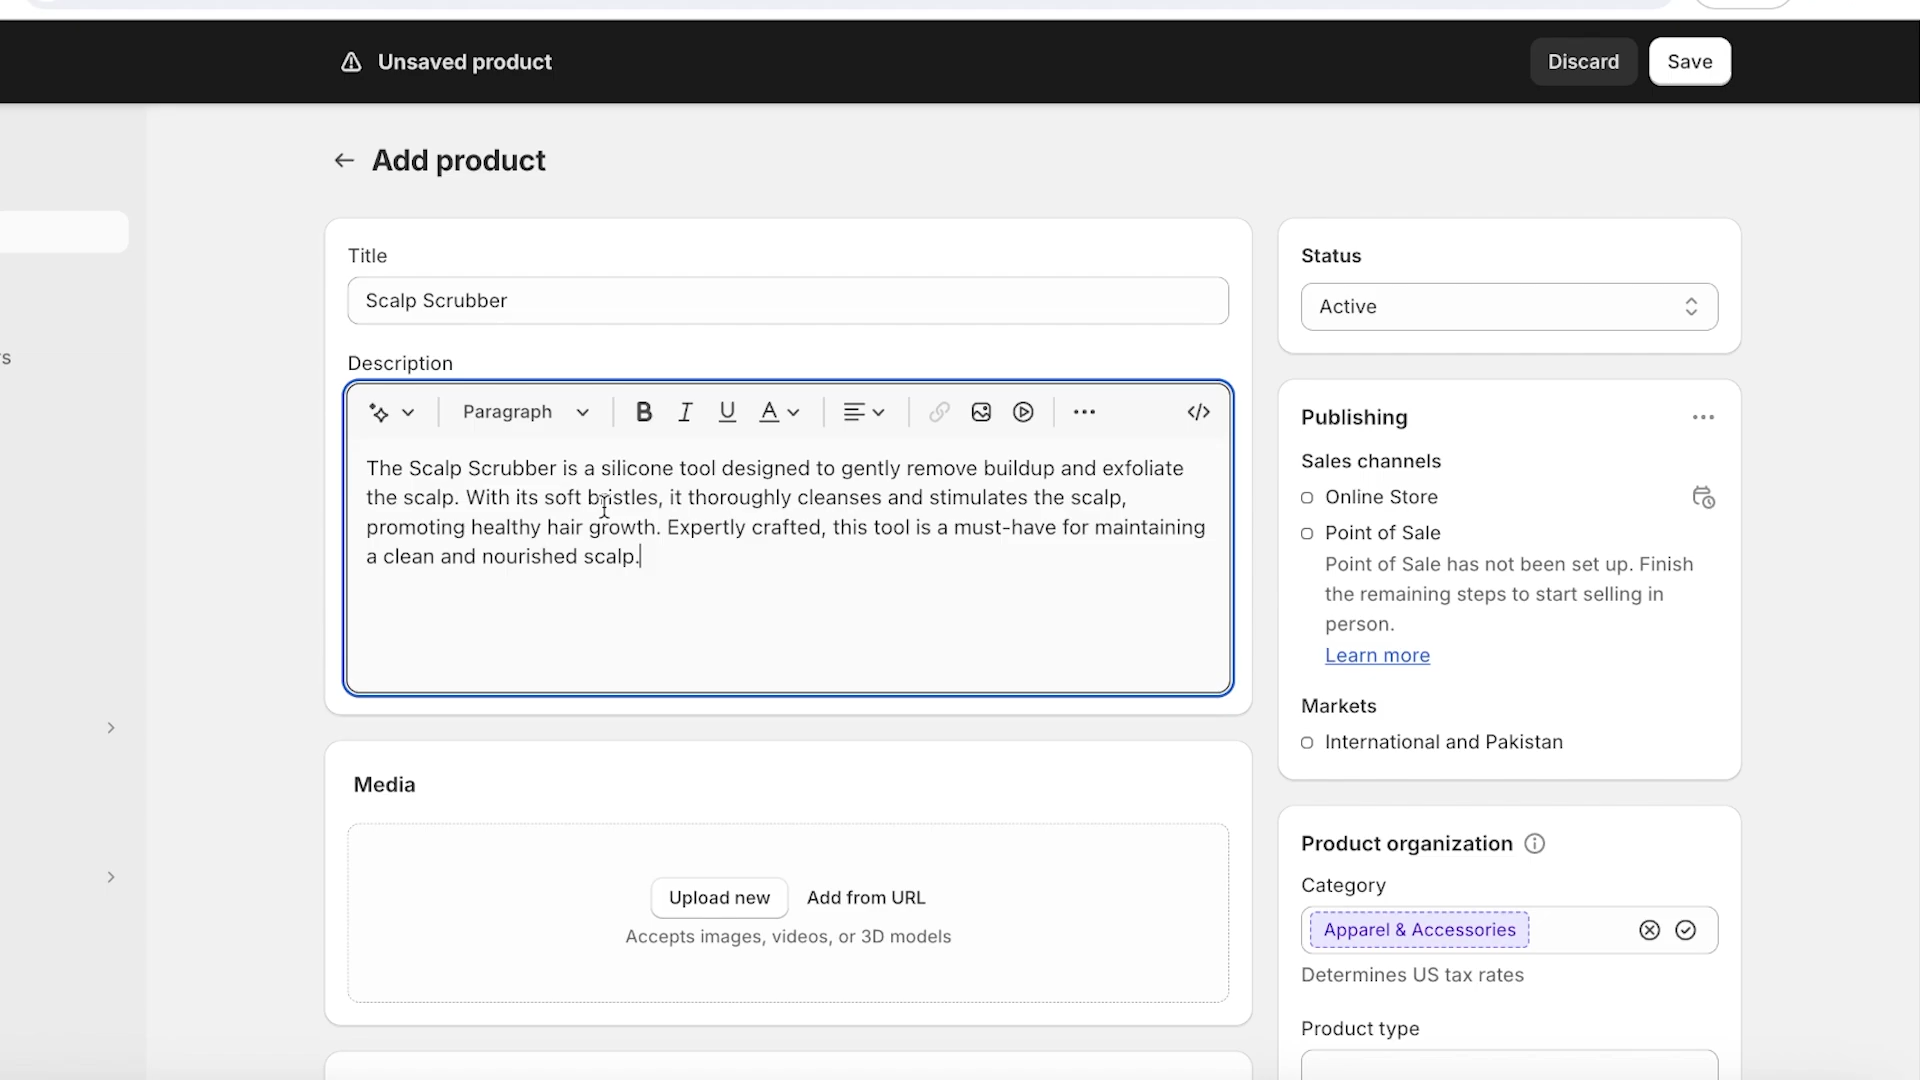 Unsaved product
Discard
Save
Add product
Title
Scalp Scrubber
Description
Paragraph
B I U A
The Scalp Scrubber is a silicone tool designed to gently remove buildup and exfoliate
the scalp. With its soft bristles, it thoroughly cleanses and stimulates the scalp,
promoting healthy hair growth. Expertly crafted, this tool is a must-have for maintaining
a clean and nourished scalp.
Media
Upload new
Add from URL
Accepts images, videos, or 3D models
Status
Active
Publishing
Sales channels
Online Store
Point of Sale
Point of Sale has not been set up. Finish
the remaining steps to start selling in
person.
Learn more
Markets
International and Pakistan
Product organization
Category
Apparel & Accessories
Determines US tax rates
Product type